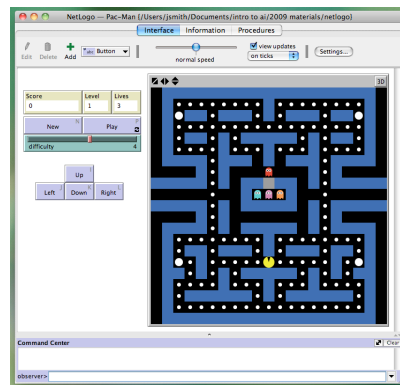 NetLogo — Pac-Man {/Users/jsmith/Documents/intro to ai/2009 materials/netlogo}
Interface Information Procedures
Edit Delete Add abc Button normal speed view updates on ticks Settings...
3D
Score Level Lives
0 1 3
New N Play P
difficulty 4
Up I
Left J Down K Right L
Command Center Clear
observer>